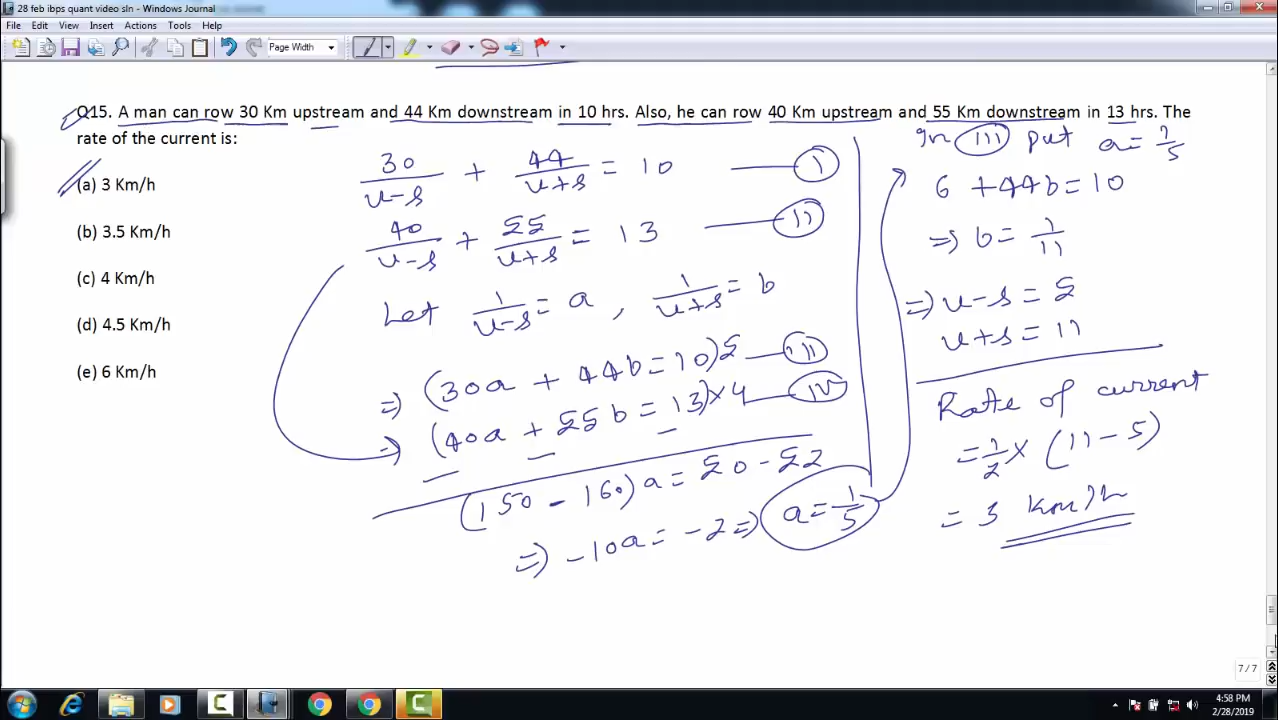 28 feb ibps quant video sln - Windows Journal
File Edit View Insert Actions Tools Help
Page Width
Q15. A man can row 30 Km upstream and 44 Km downstream in 10 hrs. Also, he can row 40 Km upstream and 55 Km downstream in 13 hrs. The
rate of the current is:
(a) 3 Km/h
(b) 3.5 Km/h
(c) 4 Km/h
(d) 4.5 Km/h
(e) 6 Km/h
30/(u-s) + 44/(u+s) = 10 — I
40/(u-s) + 55/(u+s) = 13 — II
Let 1/(u-s) = a, 1/(u+s) = b
=> (30a + 44b = 10)5 — III
=> (40a + 55b = 13)×4 — IV
(150 - 160)a = 50 - 52
=> -10a = -2 => a = 1/5
In III put a = 1/5
6 + 44b = 10
=> b = 1/11
=> u-s = 5
u+s = 11
Rate of current
= 1/2 × (11 - 5)
= 3 Km/h
7 / 7
4:58 PM
2/28/2019